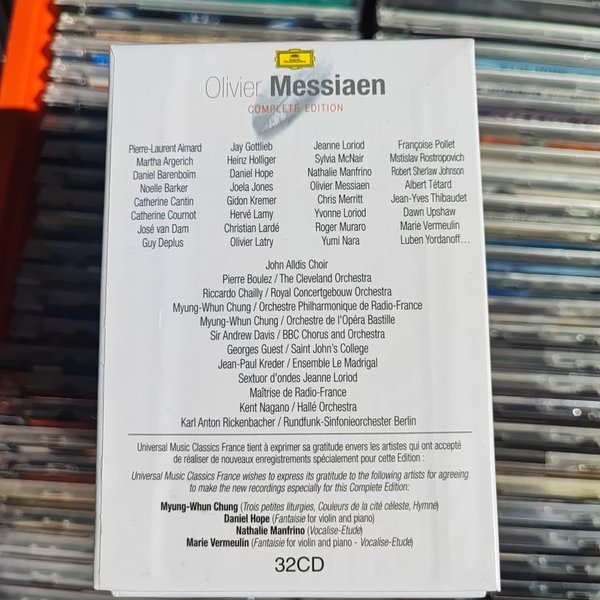 Olivier Messiaen
COMPLETE EDITION
Pierre-Laurent Aimard
Martha Argerich
Daniel Barenboïm
Noelle Barker
Catherine Cantin
Catherine Cournot
José van Dam
Guy Deplus
Jay Gottlieb
Heinz Holliger
Daniel Hope
Joela Jones
Gidon Kremer
Hervé Lamy
Christian Lardé
Olivier Latry
Jeanne Loriod
Sylvia McNair
Nathalie Manfrino
Olivier Messiaen
Chris Merritt
Yvonne Loriod
Roger Muraro
Yumi Nara
Françoise Pollet
Mstislav Rostropovich
Robert Sherlaw Johnson
Albert Tétard
Jean-Yves Thibaudet
Dawn Upshaw
Marie Vermeulin
Luben Yordanoff...
John Alldis Choir
Pierre Boulez / The Cleveland Orchestra
Riccardo Chailly / Royal Concertgebouw Orchestra
Myung-Whun Chung / Orchestre Philharmonique de Radio-France
Myung-Whun Chung / Orchestre de l'Opéra Bastille
Sir Andrew Davis / BBC Chorus and Orchestra
Georges Guest / Saint John's College
Jean-Paul Kreder / Ensemble Le Madrigal
Sextuor d'ondes Jeanne Loriod
Maîtrise de Radio-France
Kent Nagano / Hallé Orchestra
Karl Anton Rickenbacher / Rundfunk-Sinfonieorchester Berlin
Universal Music Classics France tient à exprimer sa gratitude envers les artistes qui ont accepté
de réaliser de nouveaux enregistrements spécialement pour cette Edition :
Universal Music Classics France wishes to express its gratitude to the following artists for agreeing
to make the new recordings especially for this Complete Edition:
Myung-Whun Chung (Trois petites liturgies, Couleurs de la cité céleste, Hymne)
Daniel Hope (Fantaisie for violin and piano)
Nathalie Manfrino (Vocalise-Etude)
Marie Vermeulin (Fantaisie for violin and piano - Vocalise-Etude)
32CD